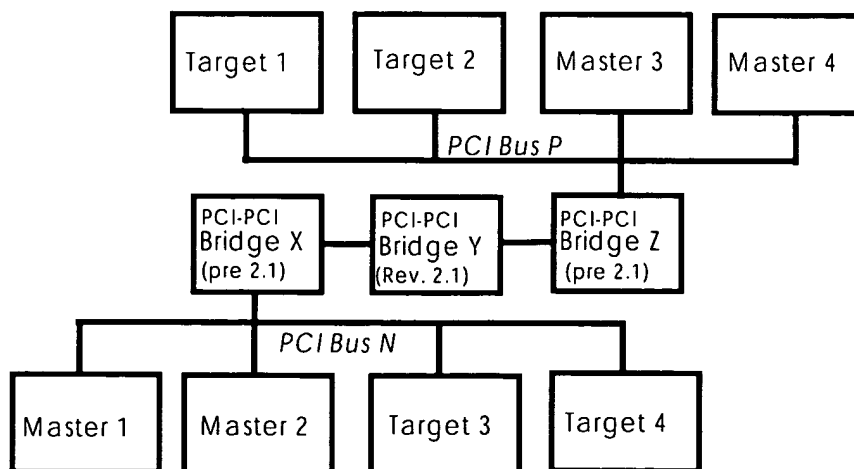 Target 1
Target 2
Master 3
Master 4
PCI Bus P
PCI-PCI
Bridge X
(pre 2.1)
PCI-PCI
Bridge Y
(Rev. 2.1)
PCI-PCI
Bridge Z
(pre 2.1)
PCI Bus N
Master 1
Master 2
Target 3
Target 4